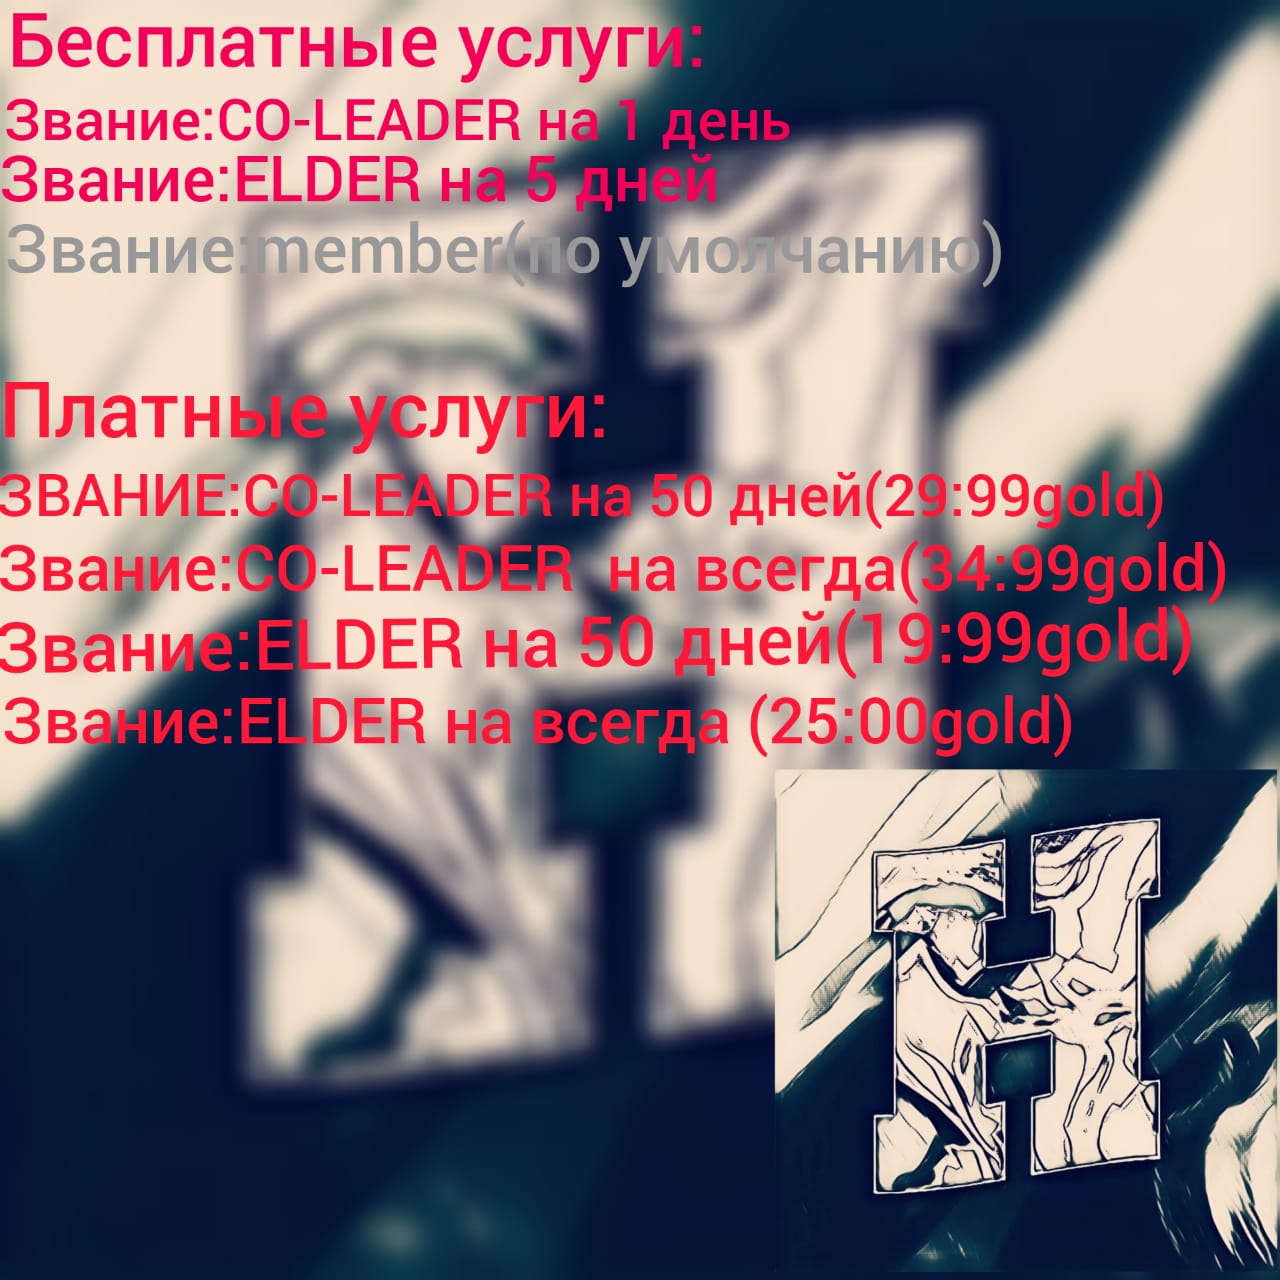 Бесплатные услуги:
Звание:CO-LEADER на 1 день
Звание:ELDER на 5 дней
Звание:member(по умолчанию)
Платные услуги:
ЗВАНИЕ:CO-LEADER на 50 дней(29:99gold)
Звание:CO-LEADER на всегда(34:99gold)
Звание:ELDER на 50 дней(19:99gold)
Звание:ELDER на всегда (25:00gold)
H